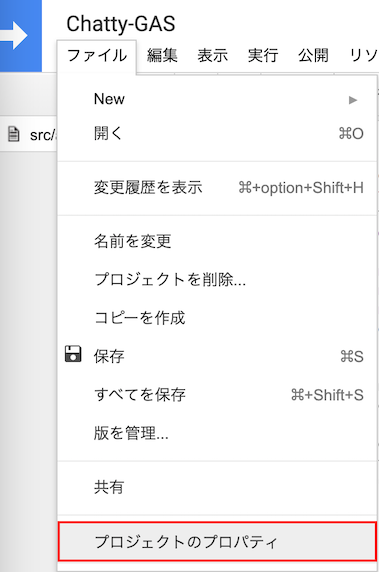 Chatty-GAS
ファイル 編集 表示 実行 公開 リソ
New ►
開く ⌘O
src/
変更履歴を表示 ⌘+option+Shift+H
名前を変更
プロジェクトを削除...
コピーを作成
保存 ⌘S
すべてを保存 ⌘+Shift+S
版を管理...
共有
プロジェクトのプロパティ